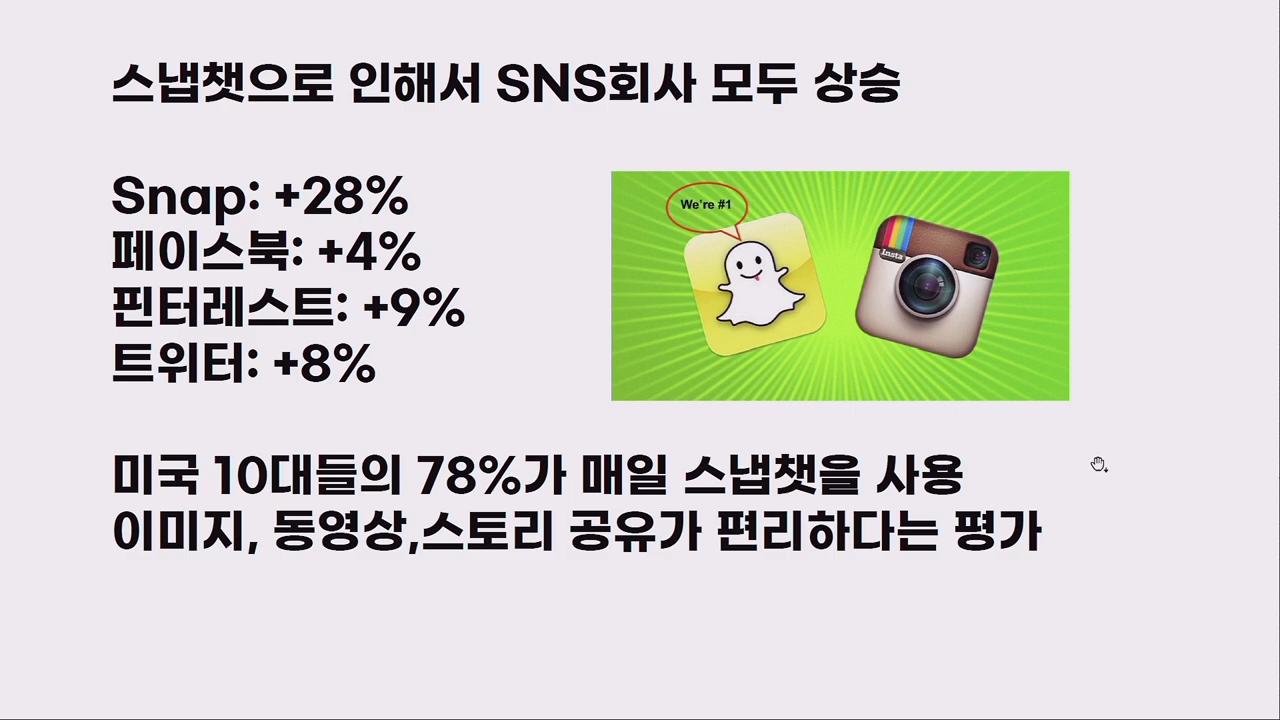 스냅챗으로 인해서 SNS회사 모두 상승
Snap: +28%
페이스북: +4%
핀터레스트: +9%
트위터: +8%
We're #1
Insta
미국 10대들의 78%가 매일 스냅챗을 사용
이미지, 동영상,스토리 공유가 편리하다는 평가